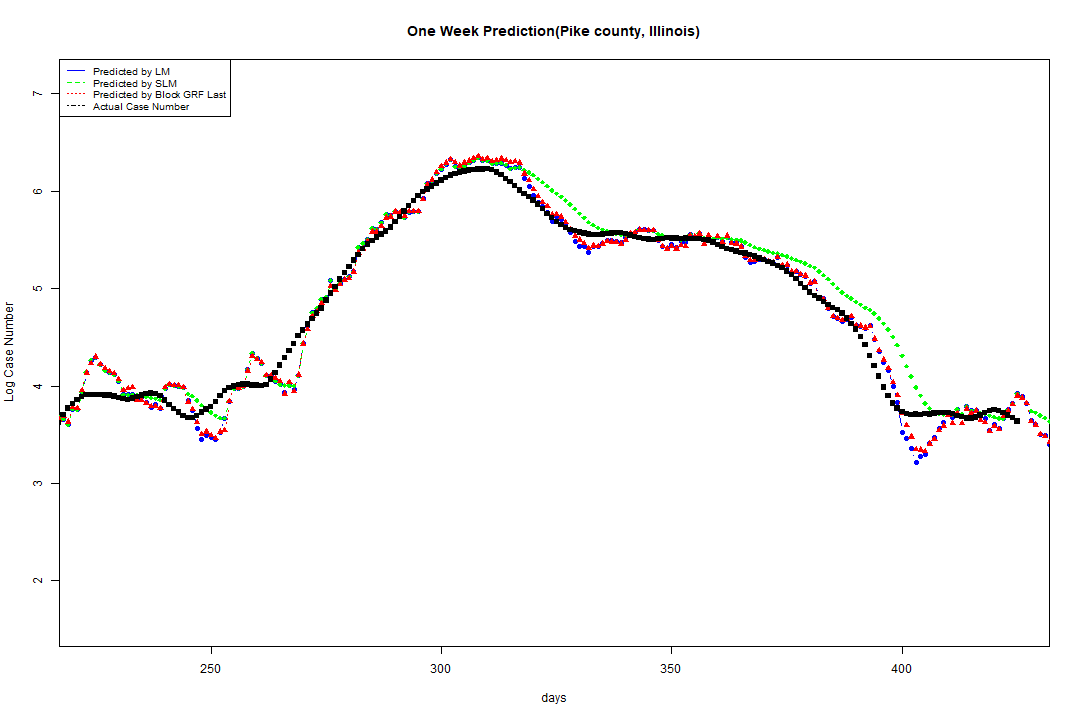 One Week Prediction(Pike county, Illinois)
Predicted by LM
Predicted by SLM
Predicted by Block GRF Last
Actual Case Number
7
6
5
4
3
2
Log Case Number
250 300 350 400
days